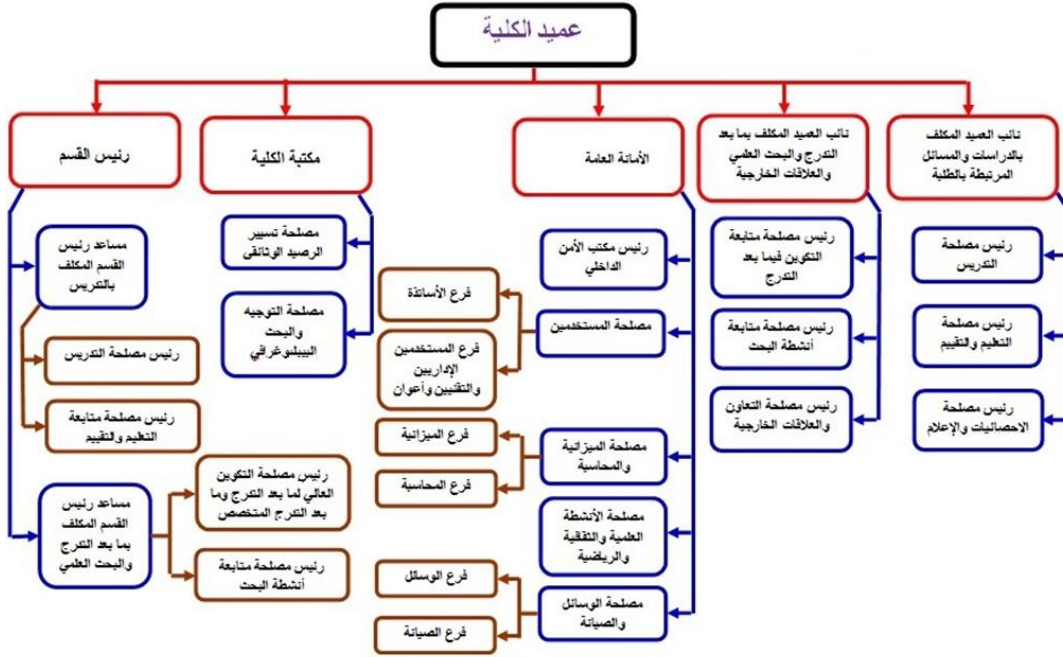 عميد الكلية
نائب العميد المكلف
بالدراسات والمسائل
المرتبطة بالطلبة
نائب العميد المكلف بما بعد
التدرج والبحث العلمي
والعلاقات الخارجية
الأمانة العامة
مكتبة الكلية
رئيس القسم
رئيس مصلحة
التدريس
رئيس مصلحة
التعليم والتقييم
رئيس مصلحة
الاحصائيات والإعلام
رئيس مصلحة متابعة
التكوين فيما بعد
التدرج
رئيس مصلحة متابعة
أنشطة البحث
رئيس مصلحة التعاون
والعلاقات الخارجية
رئيس مكتب الأمن
الداخلي
مصلحة المستخدمين
فرع الأساتذة
فرع المستخدمين
الإداريين
والتقنيين وأعوان
مصلحة الميزانية
والمحاسبة
فرع الميزانية
فرع المحاسبة
مصلحة الأنشطة
العلمية والثقافية
والرياضية
مصلحة الوسائل
والصيانة
فرع الوسائل
فرع الصيانة
مصلحة تسيير
الرصيد الوثائقي
مصلحة التوجيه
والبحث
البيبليوغرافي
مساعد رئيس
القسم المكلف
بالتدريس
رئيس مصلحة التدريس
رئيس مصلحة متابعة
التعليم والتقييم
مساعد رئيس
القسم المكلف
بما بعد التدرج
والبحث العلمي
رئيس مصلحة التكوين
العالي لما بعد التدرج وما
بعد التدرج المتخصص
رئيس مصلحة متابعة
أنشطة البحث